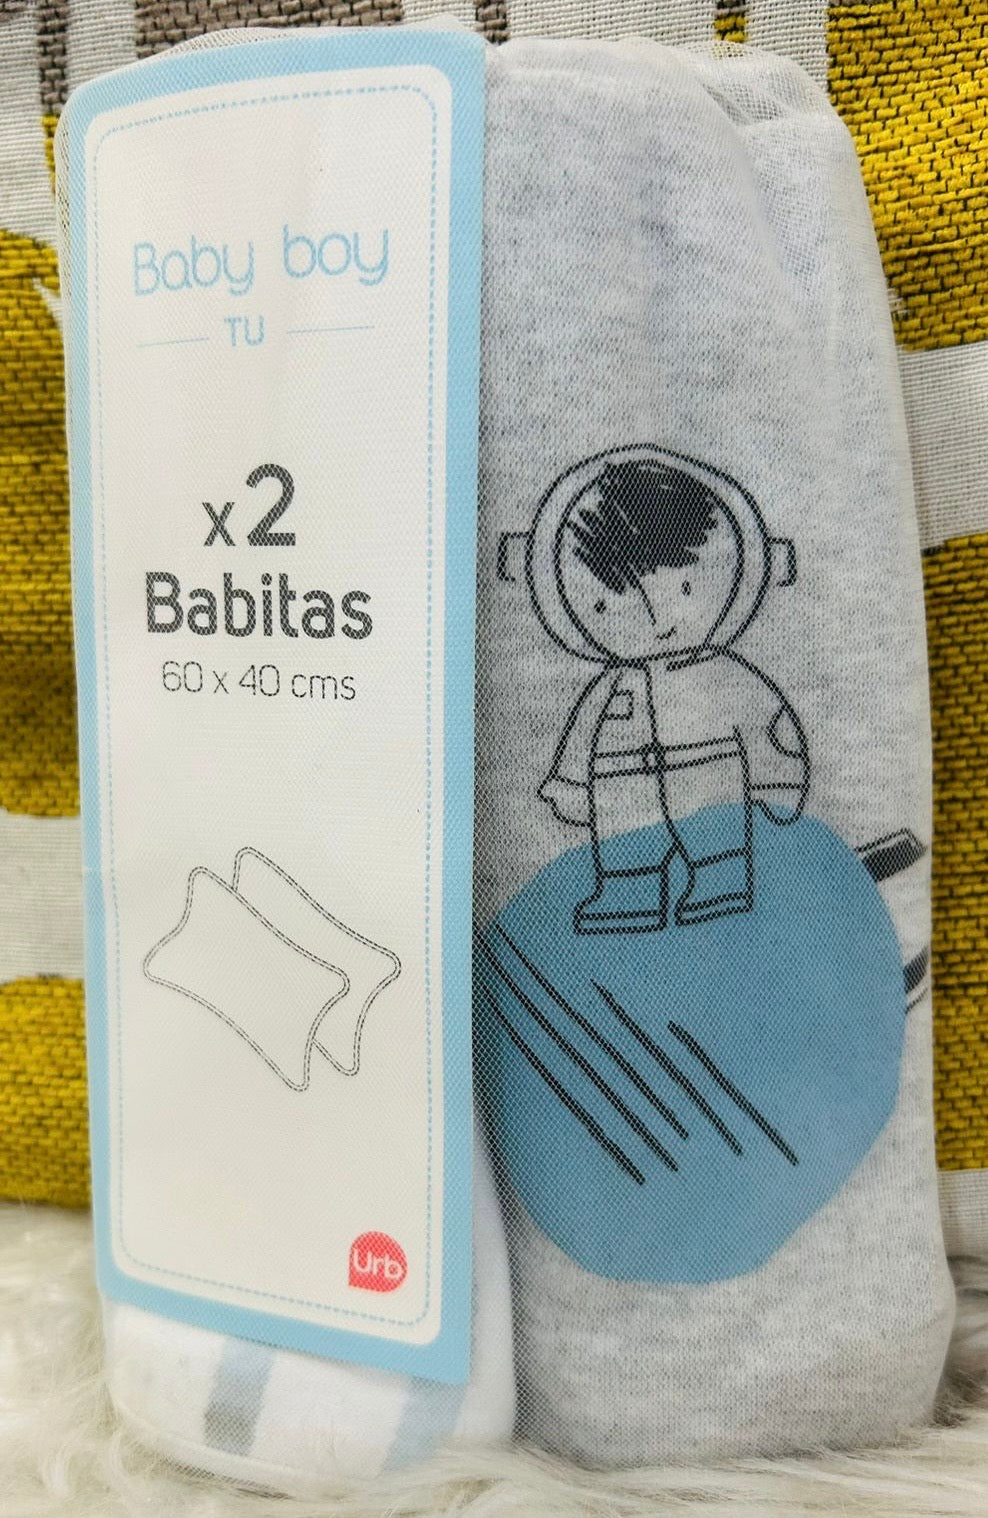 Baby boy
TU
x2
Babitas
60 x 40 cms
Urb